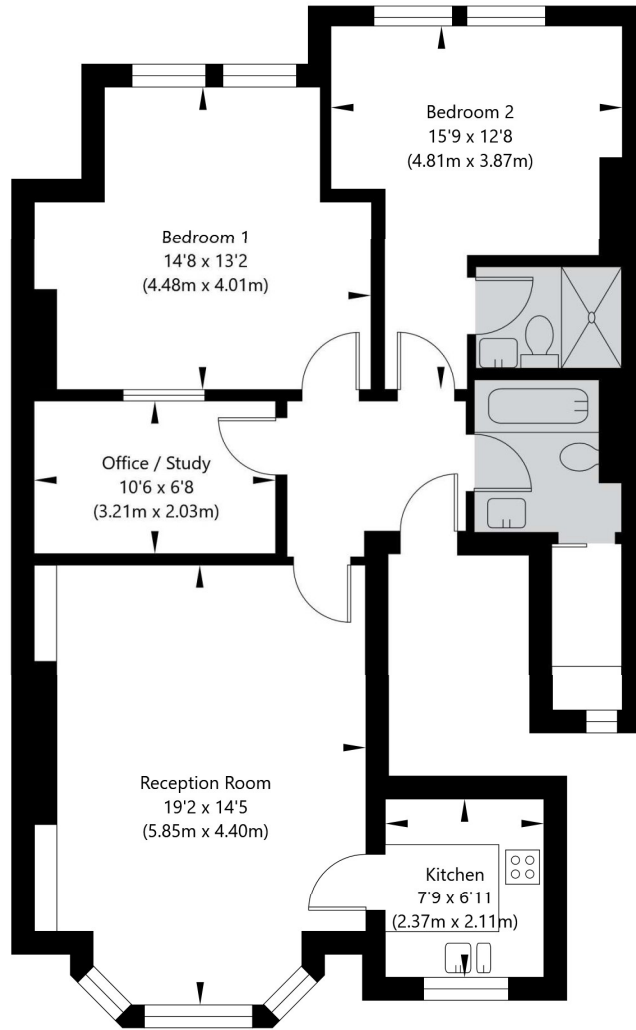 Bedroom 2
15'9 x 12'8
(4.81m x 3.87m)
Bedroom 1
14'8 x 13'2
(4.48m x 4.01m)
Office / Study
10'6 x 6'8
(3.21m x 2.03m)
Reception Room
19'2 x 14'5
(5.85m x 4.40m)
Kitchen
7'9 x 6'11
(2.37m x 2.11m)